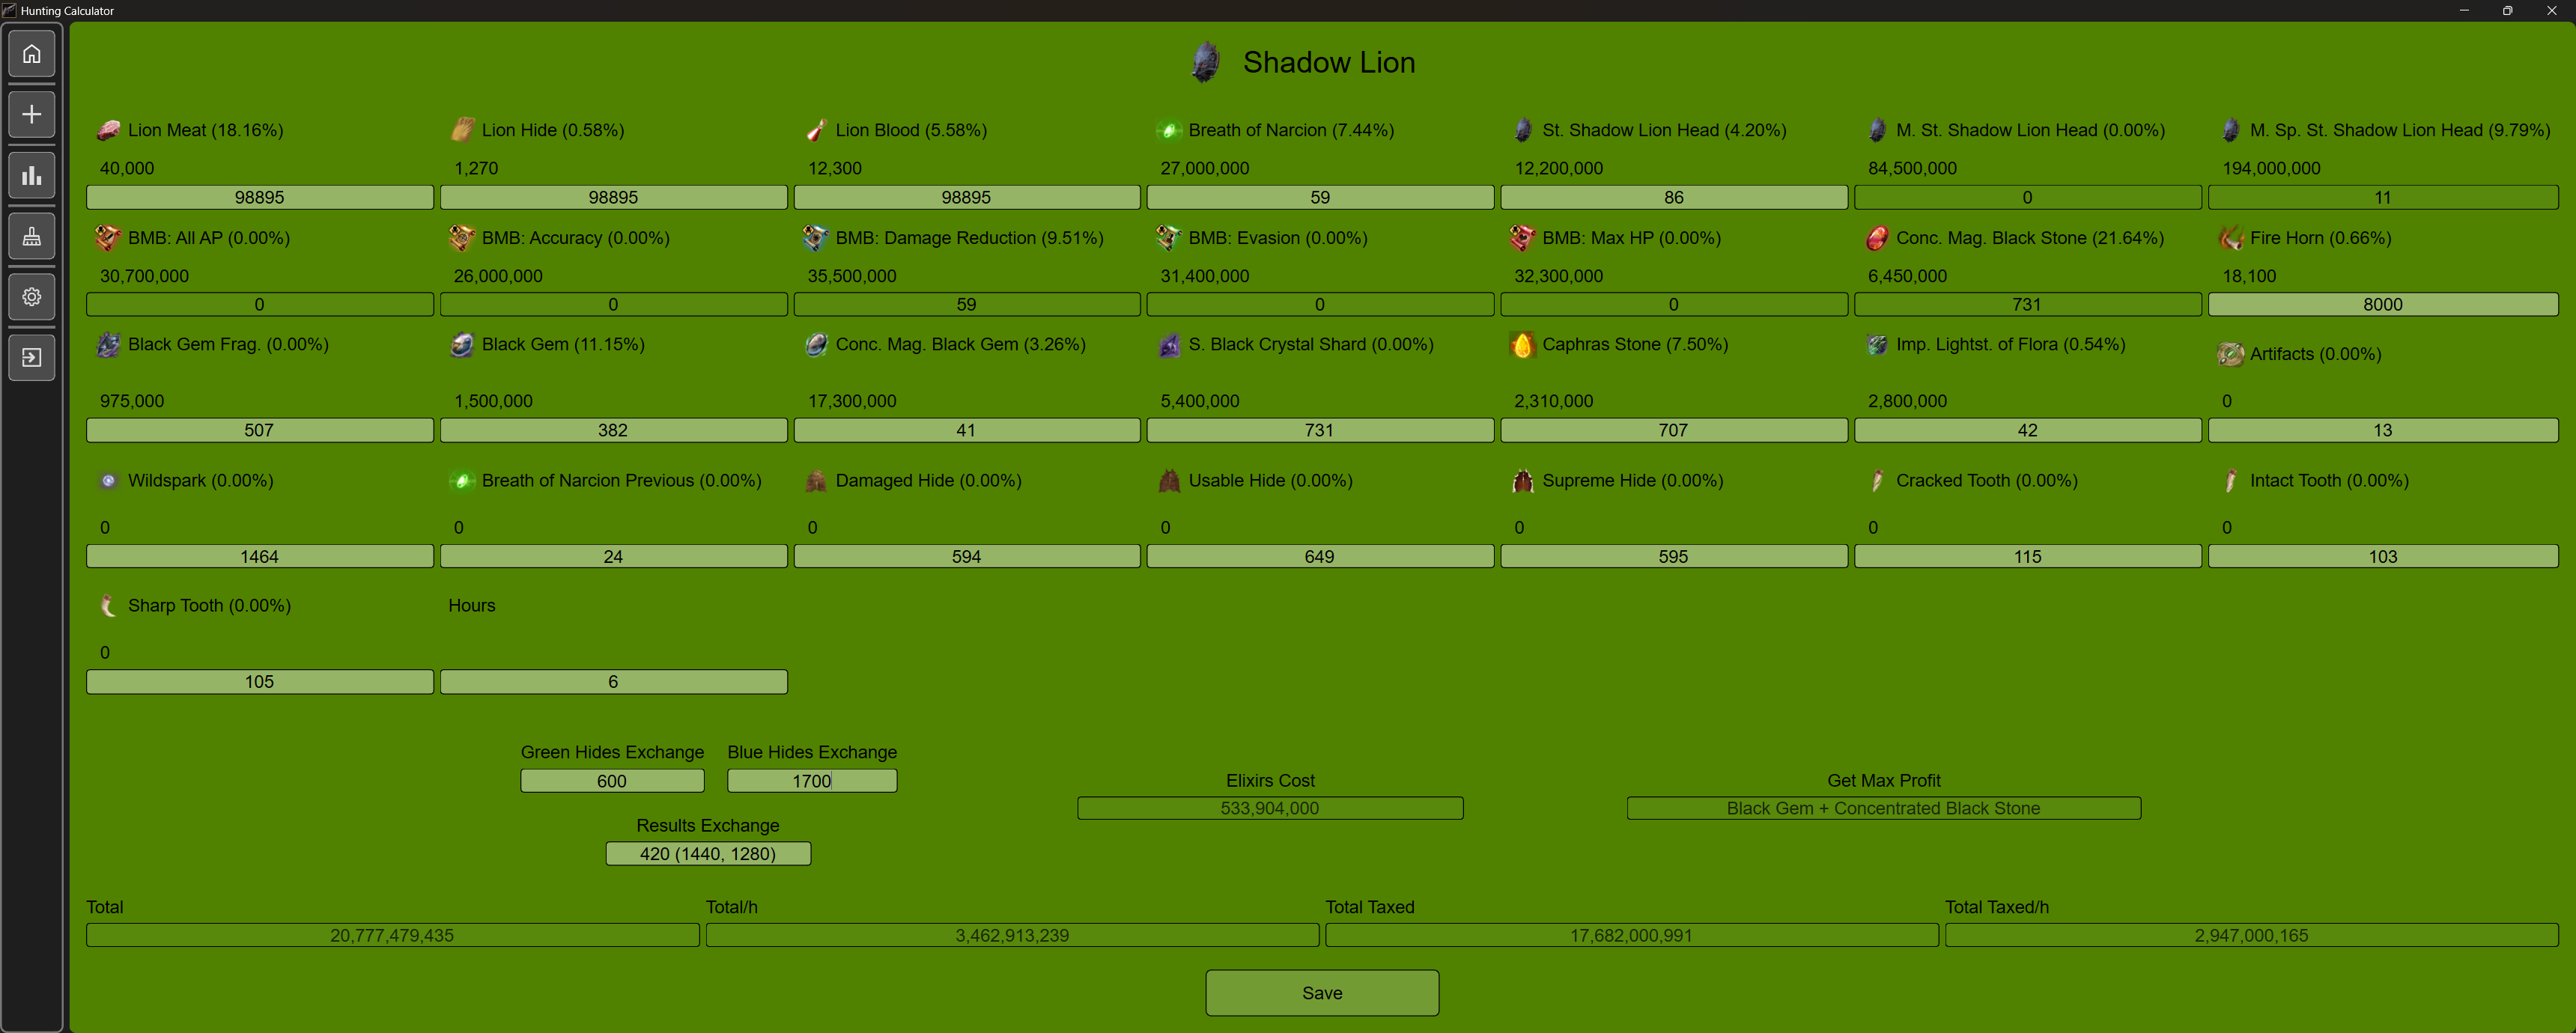 Hunting Calculator
Shadow Lion
Lion Meat (18.16%) Lion Hide (0.58%) Lion Blood (5.58%) Breath of Narcion (7.44%) St. Shadow Lion Head (4.20%) M. St. Shadow Lion Head (0.00%) M. Sp. St. Shadow Lion Head (9.79%)
40,000 1,270 12,300 27,000,000 12,200,000 84,500,000 194,000,000
98895 98895 98895 59 86 0 11
BMB: All AP (0.00%) BMB: Accuracy (0.00%) BMB: Damage Reduction (9.51%) BMB: Evasion (0.00%) BMB: Max HP (0.00%) Conc. Mag. Black Stone (21.64%) Fire Horn (0.66%)
30,700,000 26,000,000 35,500,000 31,400,000 32,300,000 6,450,000 18,100
0 0 59 0 0 731 8000
Black Gem Frag. (0.00%) Black Gem (11.15%) Conc. Mag. Black Gem (3.26%) S. Black Crystal Shard (0.00%) Caphras Stone (7.50%) Imp. Lightst. of Flora (0.54%) Artifacts (0.00%)
975,000 1,500,000 17,300,000 5,400,000 2,310,000 2,800,000 0
507 382 41 731 707 42 13
Wildspark (0.00%) Breath of Narcion Previous (0.00%) Damaged Hide (0.00%) Usable Hide (0.00%) Supreme Hide (0.00%) Cracked Tooth (0.00%) Intact Tooth (0.00%)
0 0 0 0 0 0 0
1464 24 594 649 595 115 103
Sharp Tooth (0.00%) Hours
0
105 6
Green Hides Exchange Blue Hides Exchange
600 1700
Elixirs Cost Get Max Profit
533,904,000 Black Gem + Concentrated Black Stone
Results Exchange
420 (1440, 1280)
Total Total/h Total Taxed Total Taxed/h
20,777,479,435 3,462,913,239 17,682,000,991 2,947,000,165
Save